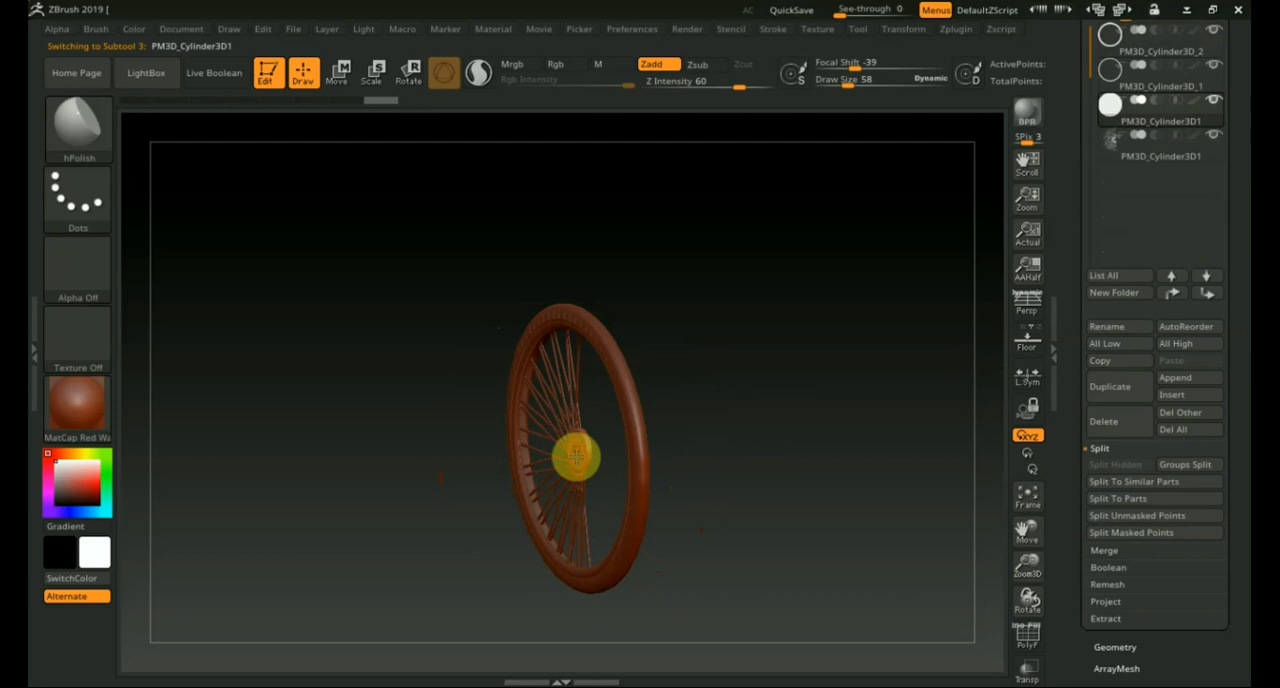 ZBrush 2019 [
AC QuickSave See-through 0 Menus DefaultZScript
Alpha Brush Color Document Draw Edit File Layer Light Macro Marker Material Movie Picker Preferences Render Stencil Stroke Texture Tool Transform Zplugin Zscript
Switching to Subtool 3: PM3D_Cylinder3D1
Home Page LightBox Live Boolean Edit Draw Move Scale Rotate
Mrgb Rgb M Zadd Zsub Zcut
Rgb Intensity Z Intensity 60
Focal Shift -39
Draw Size 58 Dynamic
S D
ActivePoints:
TotalPoints:
hPolish
Dots
Alpha Off
Texture Off
MatCap Red Wa
Gradient
SwitchColor
Alternate
BPR
SPix 3
Scroll
Zoom
Actual
AAHalf
Dynamic
Persp
Floor
L.Sym
XYZ
Frame
Move
Zoom3D
Rotate
PolyF
Transp
PM3D_Cylinder3D_2
PM3D_Cylinder3D_1
PM3D_Cylinder3D1
PM3D_Cylinder3D1
List All
New Folder
Rename AutoReorder
All Low All High
Copy Paste
Duplicate Append
Insert
Delete Del Other
Del All
Split
Split Hidden Groups Split
Split To Similar Parts
Split To Parts
Split Unmasked Points
Split Masked Points
Merge
Boolean
Remesh
Project
Extract
Geometry
ArrayMesh